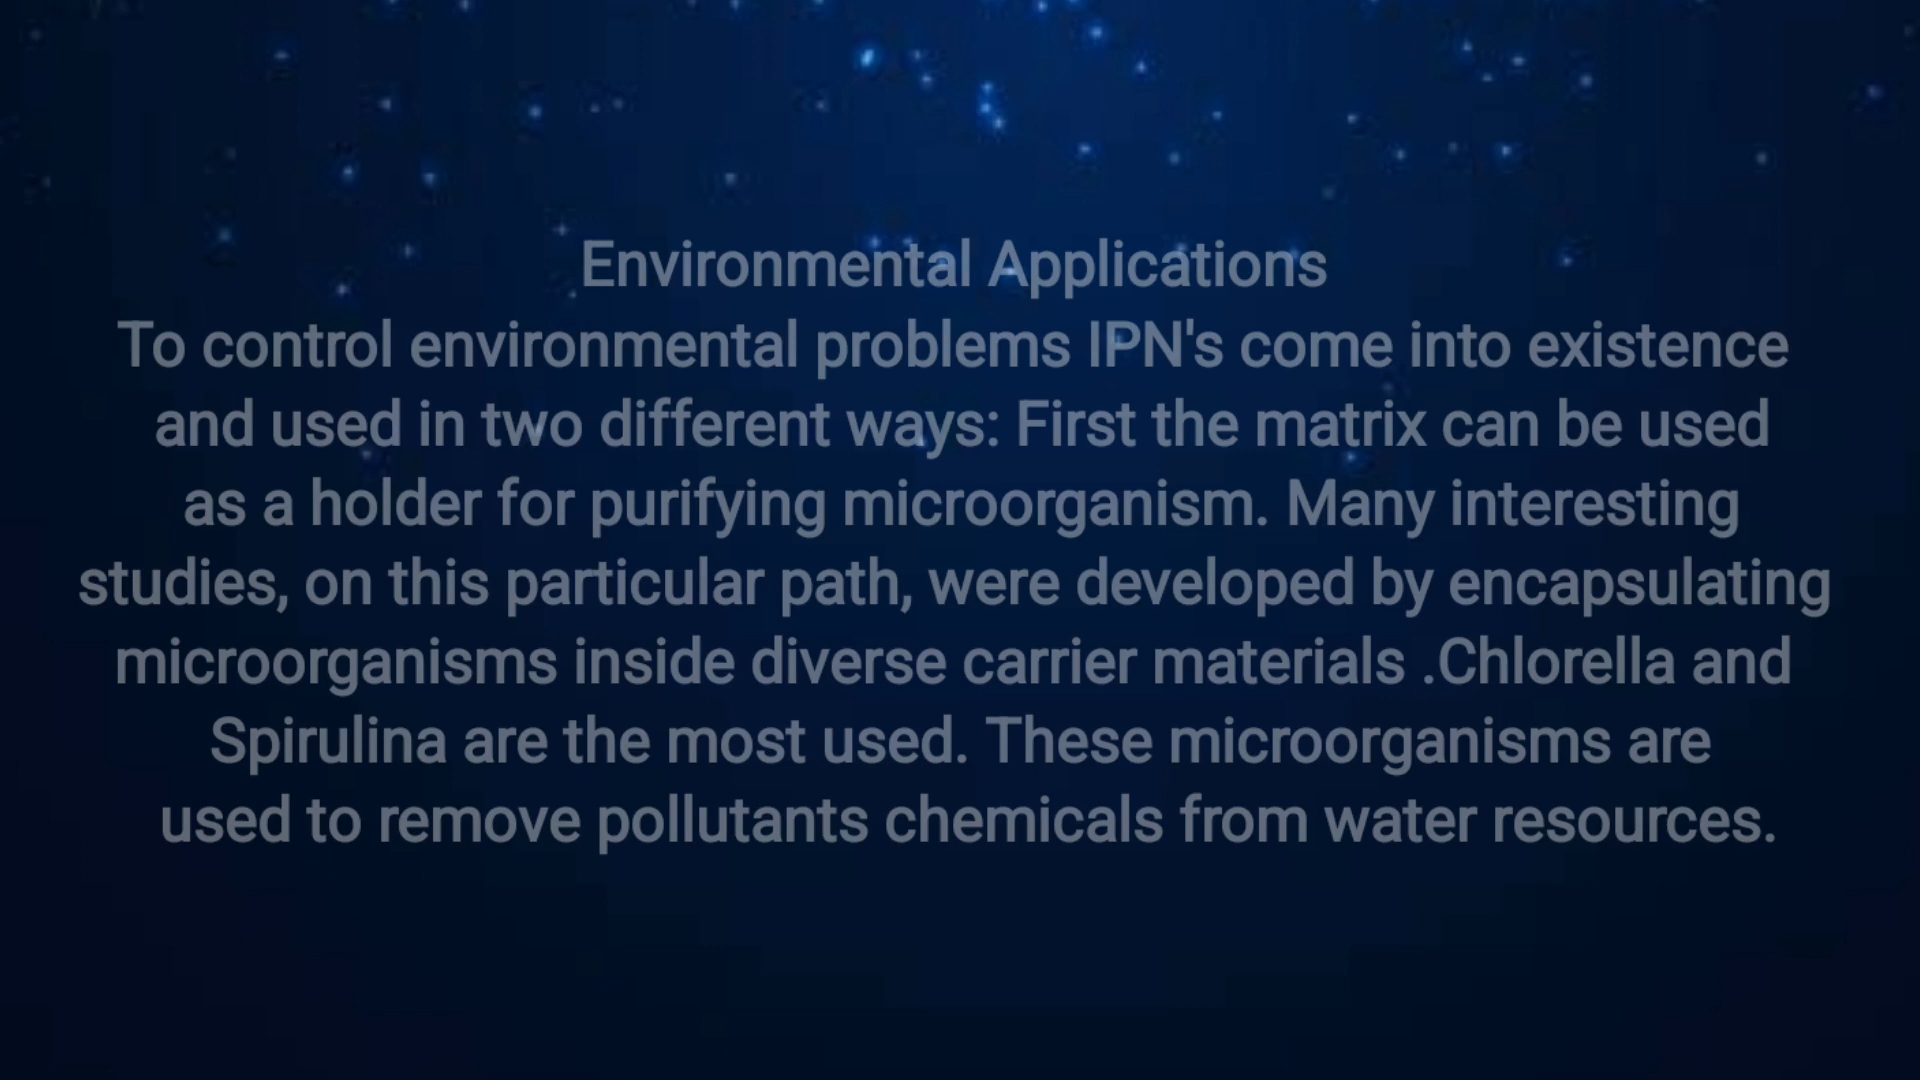 Environmental Applications
To control environmental problems IPN's come into existence
and used in two different ways: First the matrix can be used
as a holder for purifying microorganism. Many interesting
studies, on this particular path, were developed by encapsulating
microorganisms inside diverse carrier materials .Chlorella and
Spirulina are the most used. These microorganisms are
used to remove pollutants chemicals from water resources.